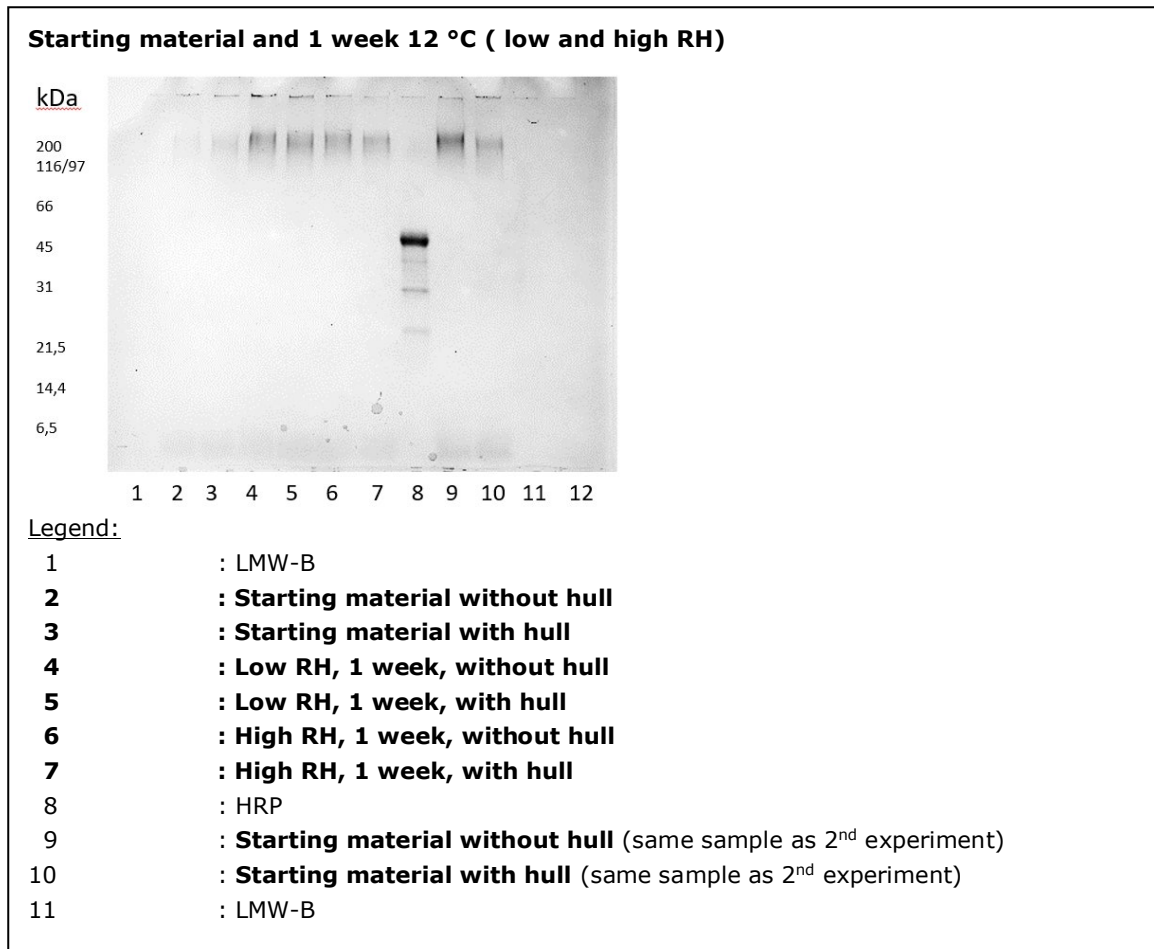 Starting material and 1 week 12 °C ( low and high RH)
kDa
200
116/97
66
45
31
21,5
14,4
6,5
1 2 3 4 5 6 7 8 9 10 11 12
Legend:
1 : LMW-B
2 : Starting material without hull
3 : Starting material with hull
4 : Low RH, 1 week, without hull
5 : Low RH, 1 week, with hull
6 : High RH, 1 week, without hull
7 : High RH, 1 week, with hull
8 : HRP
9 : Starting material without hull (same sample as 2nd experiment)
10 : Starting material with hull (same sample as 2nd experiment)
11 : LMW-B